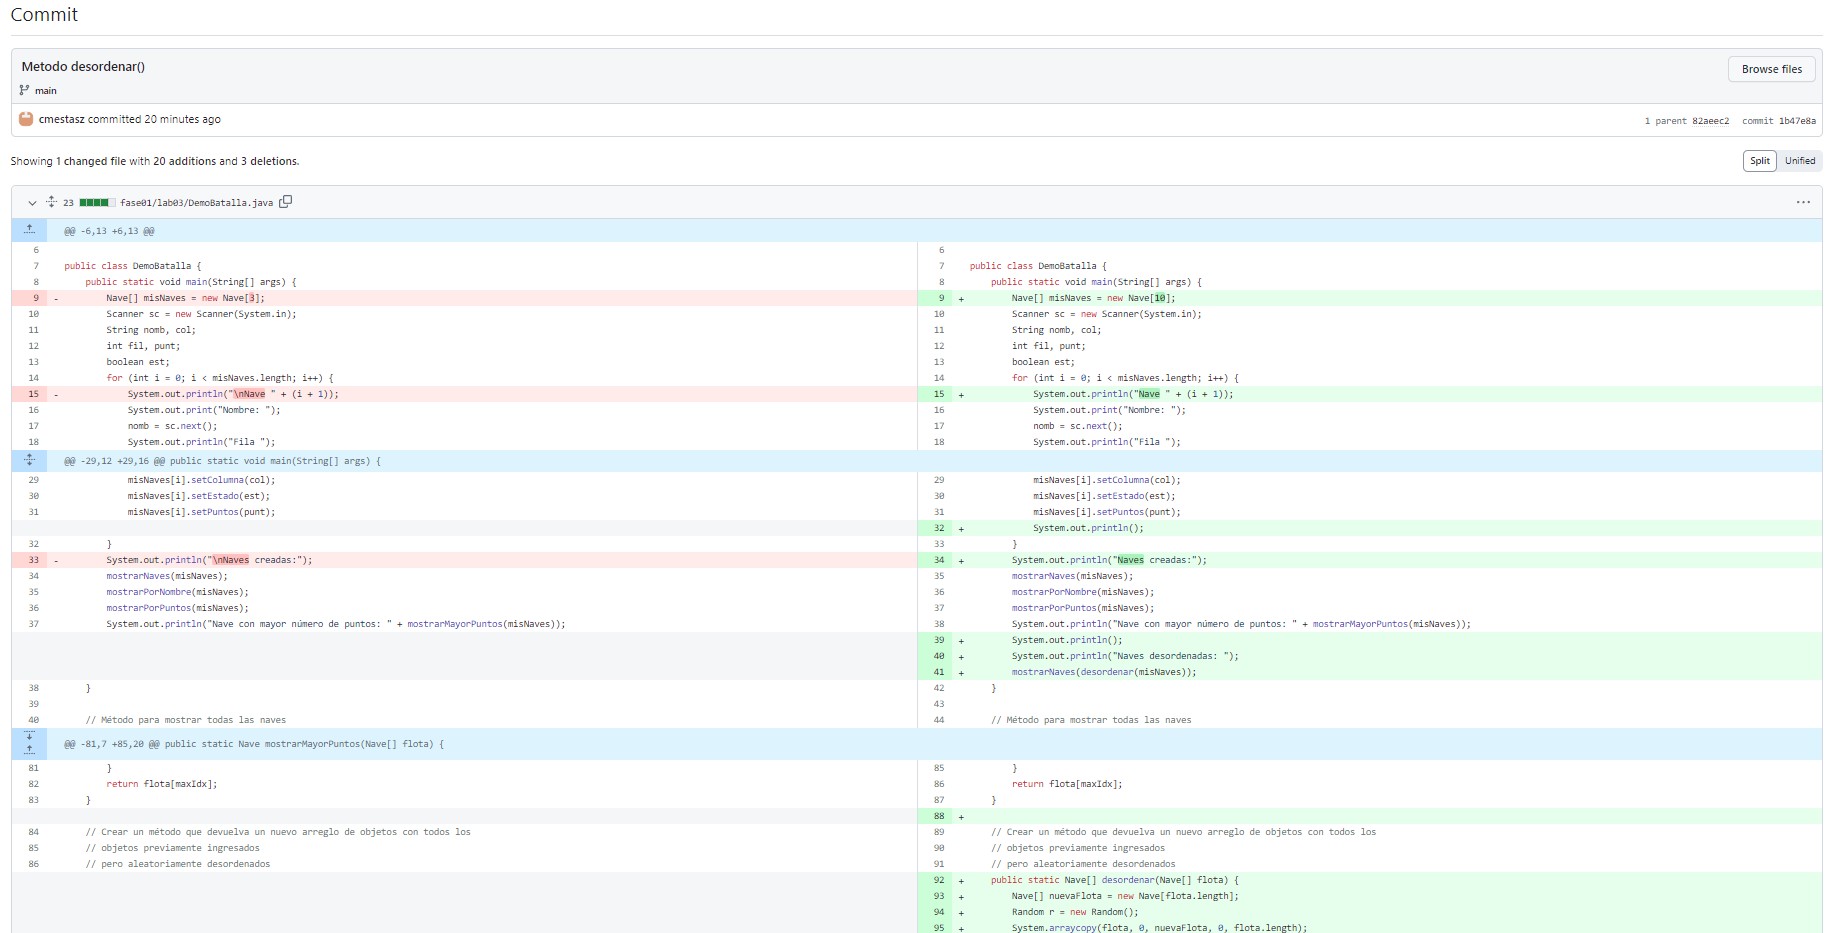 Commit
Metodo desordenar()
Browse files
main
cmestasz committed 20 minutes ago
1 parent 82aeec2 commit 1b47e8a
Showing 1 changed file with 20 additions and 3 deletions.
Split Unified
23 fase01/lab03/DemoBatalla.java
@@ -6,13 +6,13 @@
6 6
7 public class DemoBatalla { 7 public class DemoBatalla {
8 public static void main(String[] args) { 8 public static void main(String[] args) {
9 - Nave[] misNaves = new Nave[3]; 9 + Nave[] misNaves = new Nave[10];
10 Scanner sc = new Scanner(System.in); 10 Scanner sc = new Scanner(System.in);
11 String nomb, col; 11 String nomb, col;
12 int fil, punt; 12 int fil, punt;
13 boolean est; 13 boolean est;
14 for (int i = 0; i < misNaves.length; i++) { 14 for (int i = 0; i < misNaves.length; i++) {
15 - System.out.println("\nNave " + (i + 1)); 15 + System.out.println("Nave " + (i + 1));
16 System.out.print("Nombre: "); 16 System.out.print("Nombre: ");
17 nomb = sc.next(); 17 nomb = sc.next();
18 System.out.println("Fila "); 18 System.out.println("Fila ");
@@ -29,12 +29,16 @@ public static void main(String[] args) {
29 misNaves[i].setColumna(col); 29 misNaves[i].setColumna(col);
30 misNaves[i].setEstado(est); 30 misNaves[i].setEstado(est);
31 misNaves[i].setPuntos(punt); 31 misNaves[i].setPuntos(punt);
32 + System.out.println();
32 } 33 }
33 - System.out.println("\nNaves creadas:"); 34 + System.out.println("Naves creadas:");
34 mostrarNaves(misNaves); 35 mostrarNaves(misNaves);
35 mostrarPorNombre(misNaves); 36 mostrarPorNombre(misNaves);
36 mostrarPorPuntos(misNaves); 37 mostrarPorPuntos(misNaves);
37 System.out.println("Nave con mayor número de puntos: " + mostrarMayorPuntos(misNaves)); 38 System.out.println("Nave con mayor número de puntos: " + mostrarMayorPuntos(misNaves));
39 + System.out.println();
40 + System.out.println("Naves desordenadas: ");
41 + mostrarNaves(desordenar(misNaves));
38 } 42 }
39 43
40 // Método para mostrar todas las naves 44 // Método para mostrar todas las naves
@@ -81,7 +85,20 @@ public static Nave mostrarMayorPuntos(Nave[] flota) {
81 } 85 }
82 return flota[maxIdx]; 86 return flota[maxIdx];
83 } 87 }
88 +
84 // Crear un método que devuelva un nuevo arreglo de objetos con todos los 89 // Crear un método que devuelva un nuevo arreglo de objetos con todos los
85 // objetos previamente ingresados 90 // objetos previamente ingresados
86 // pero aleatoriamente desordenados 91 // pero aleatoriamente desordenados
92 + public static Nave[] desordenar(Nave[] flota) {
93 + Nave[] nuevaFlota = new Nave[flota.length];
94 + Random r = new Random();
95 + System.arraycopy(flota, 0, nuevaFlota, 0, flota.length);